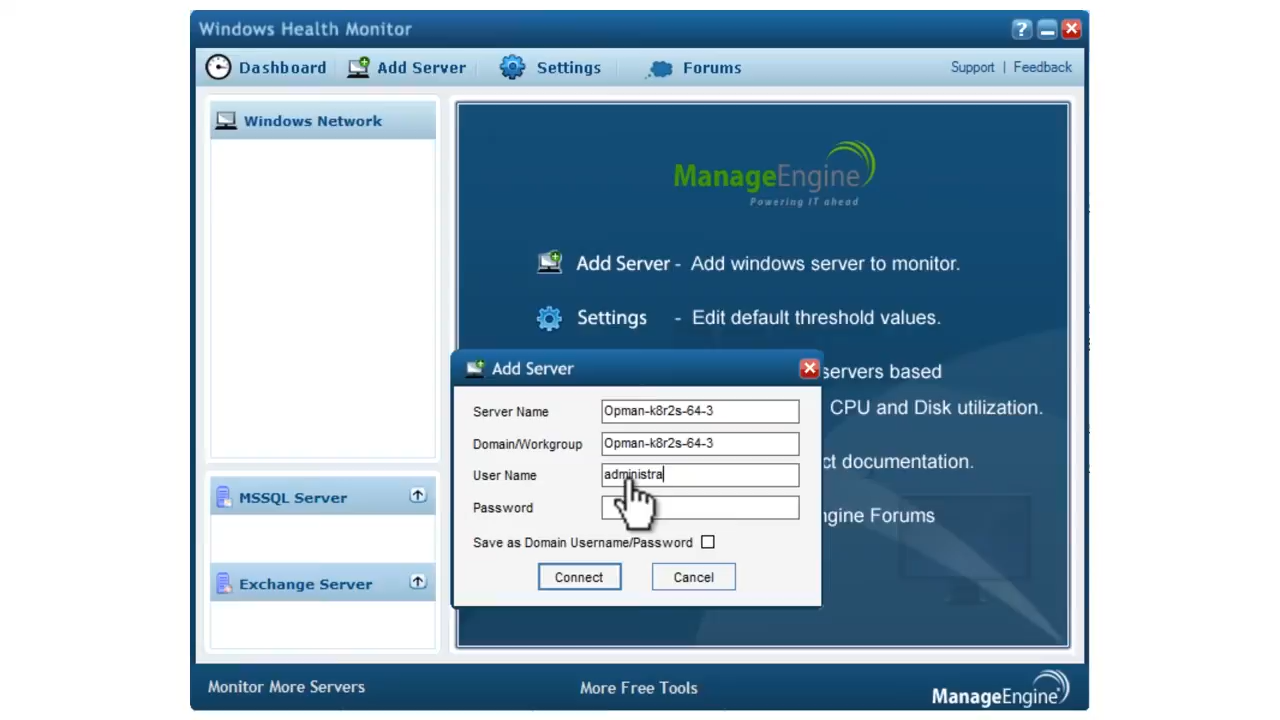 Windows Health Monitor
?
Dashboard Add Server Settings Forums Support | Feedback
Windows Network
ManageEngine
Powering IT ahead
Add Server - Add windows server to monitor.
Settings - Edit default threshold values.
servers based
CPU and Disk utilization.
ct documentation.
ngine Forums
Add Server
Server Name Opman-k8r2s-64-3
Domain/Workgroup Opman-k8r2s-64-3
User Name administra
Password
Save as Domain Username/Password
Connect Cancel
MSSQL Server
Exchange Server
Monitor More Servers More Free Tools ManageEngine